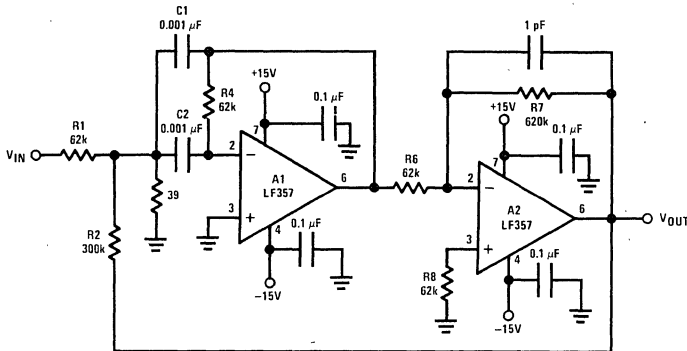 C1
0.001 µF
1 pF
R4
62k
+15V
0.1 µF
R7
620k
+15V
0.1 µF
C2
0.001 µF
R1
62k
VIN
7
2
−
A1
LF357
6
3
+
4
39
R2
300k
0.1 µF
−15V
R6
62k
7
2
−
A2
LF357
6
VOUT
3
+
4
R8
62k
0.1 µF
−15V